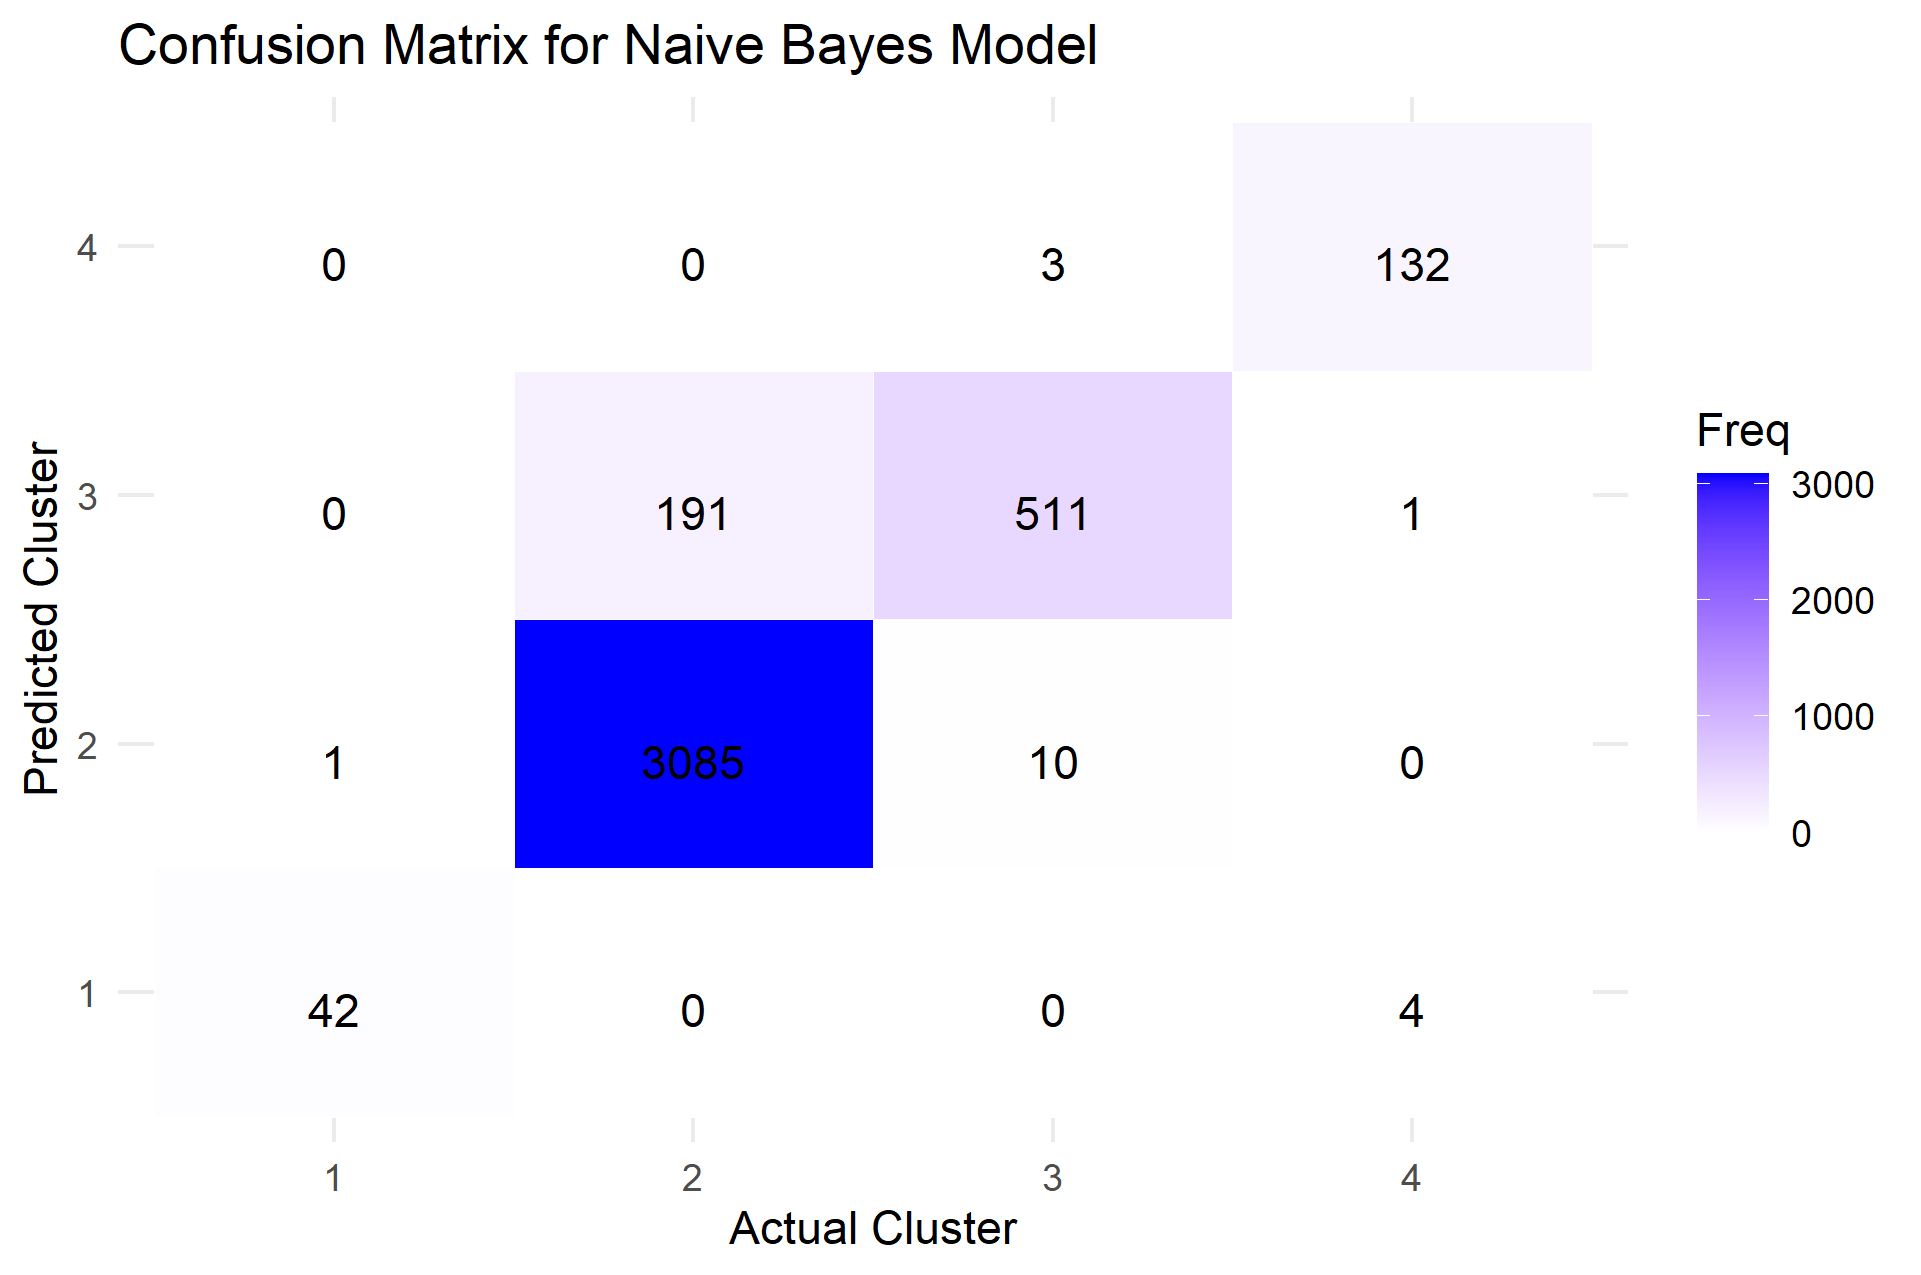 Confusion Matrix for Naive Bayes Model
4
0 0 3 132
3
0 191 511 1
2
1 3085 10 0
1
42 0 0 4
1 2 3 4
Actual Cluster
Predicted Cluster
Freq
3000
2000
1000
0